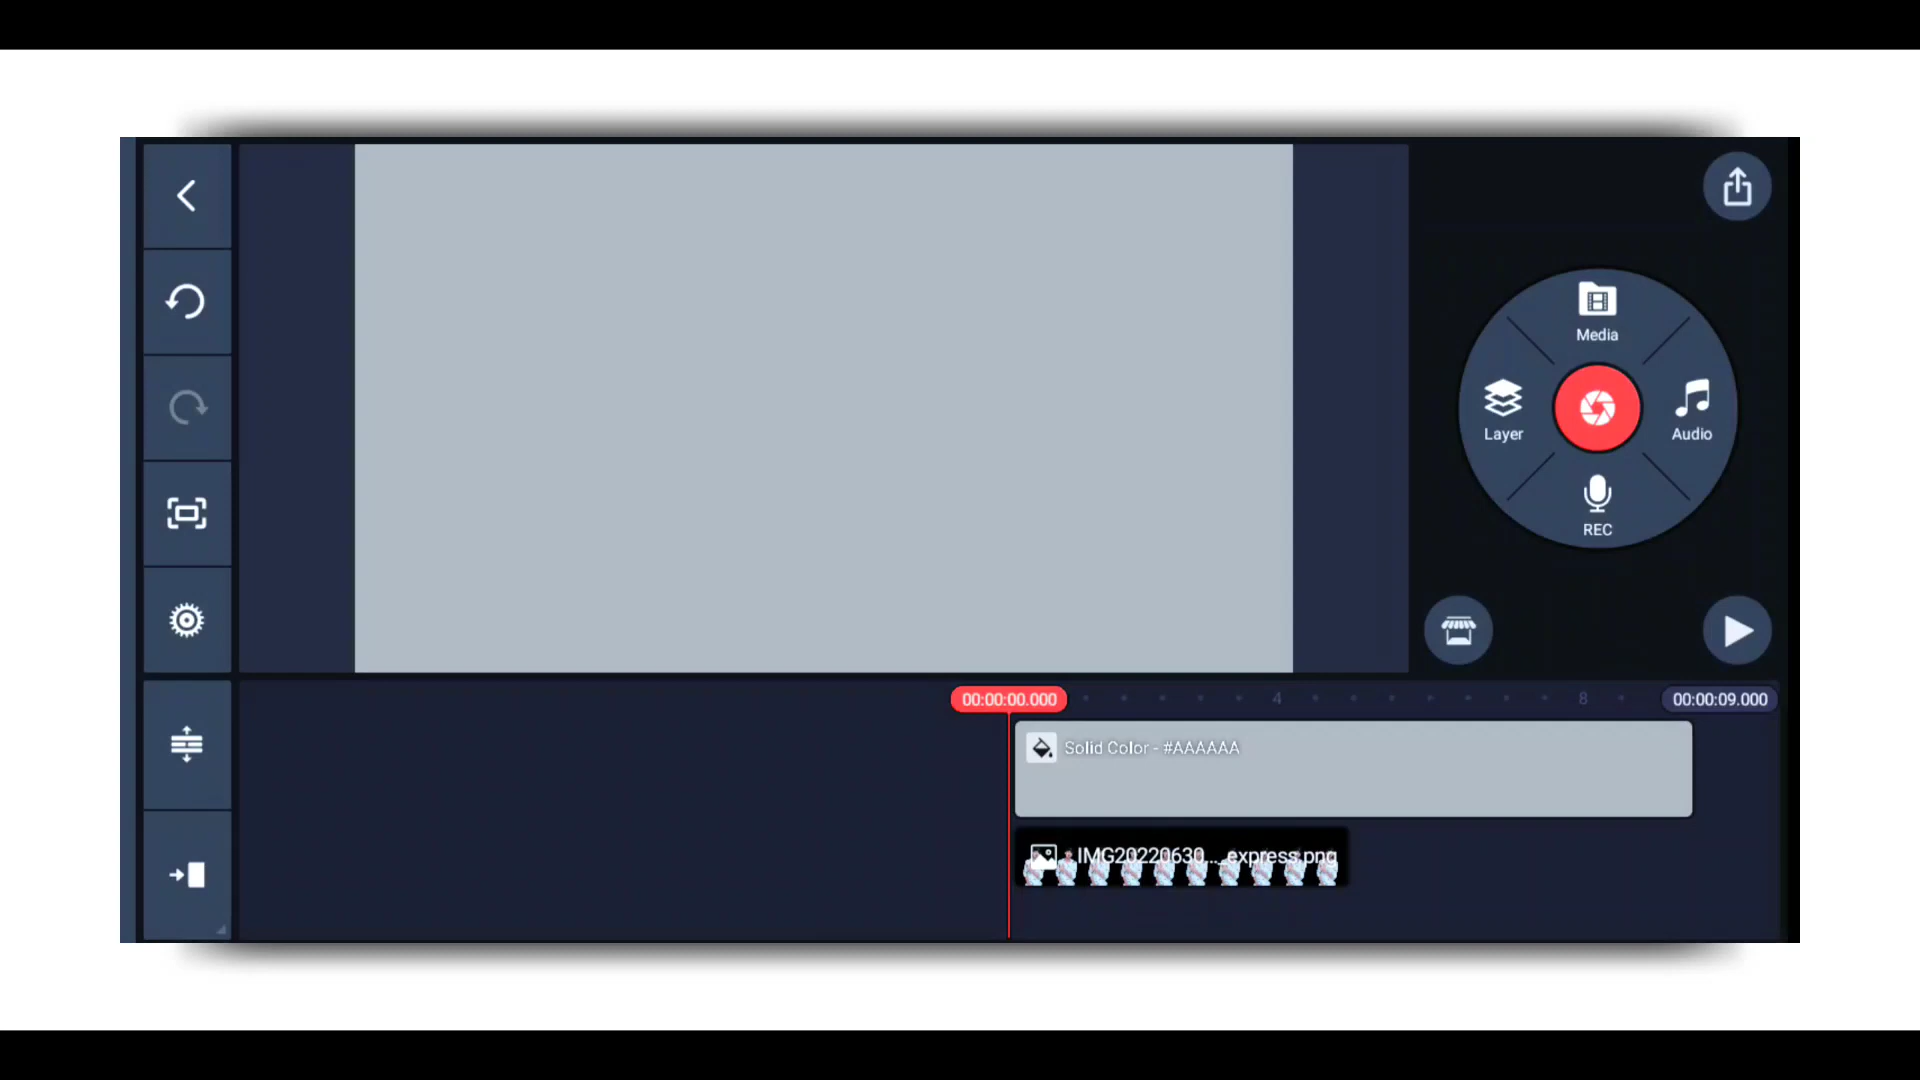 Media
Layer
Audio
REC
00:00:00.000
4
8
00:00:09.000
Solid Color - #AAAAAA
IMG20220630..._express.png